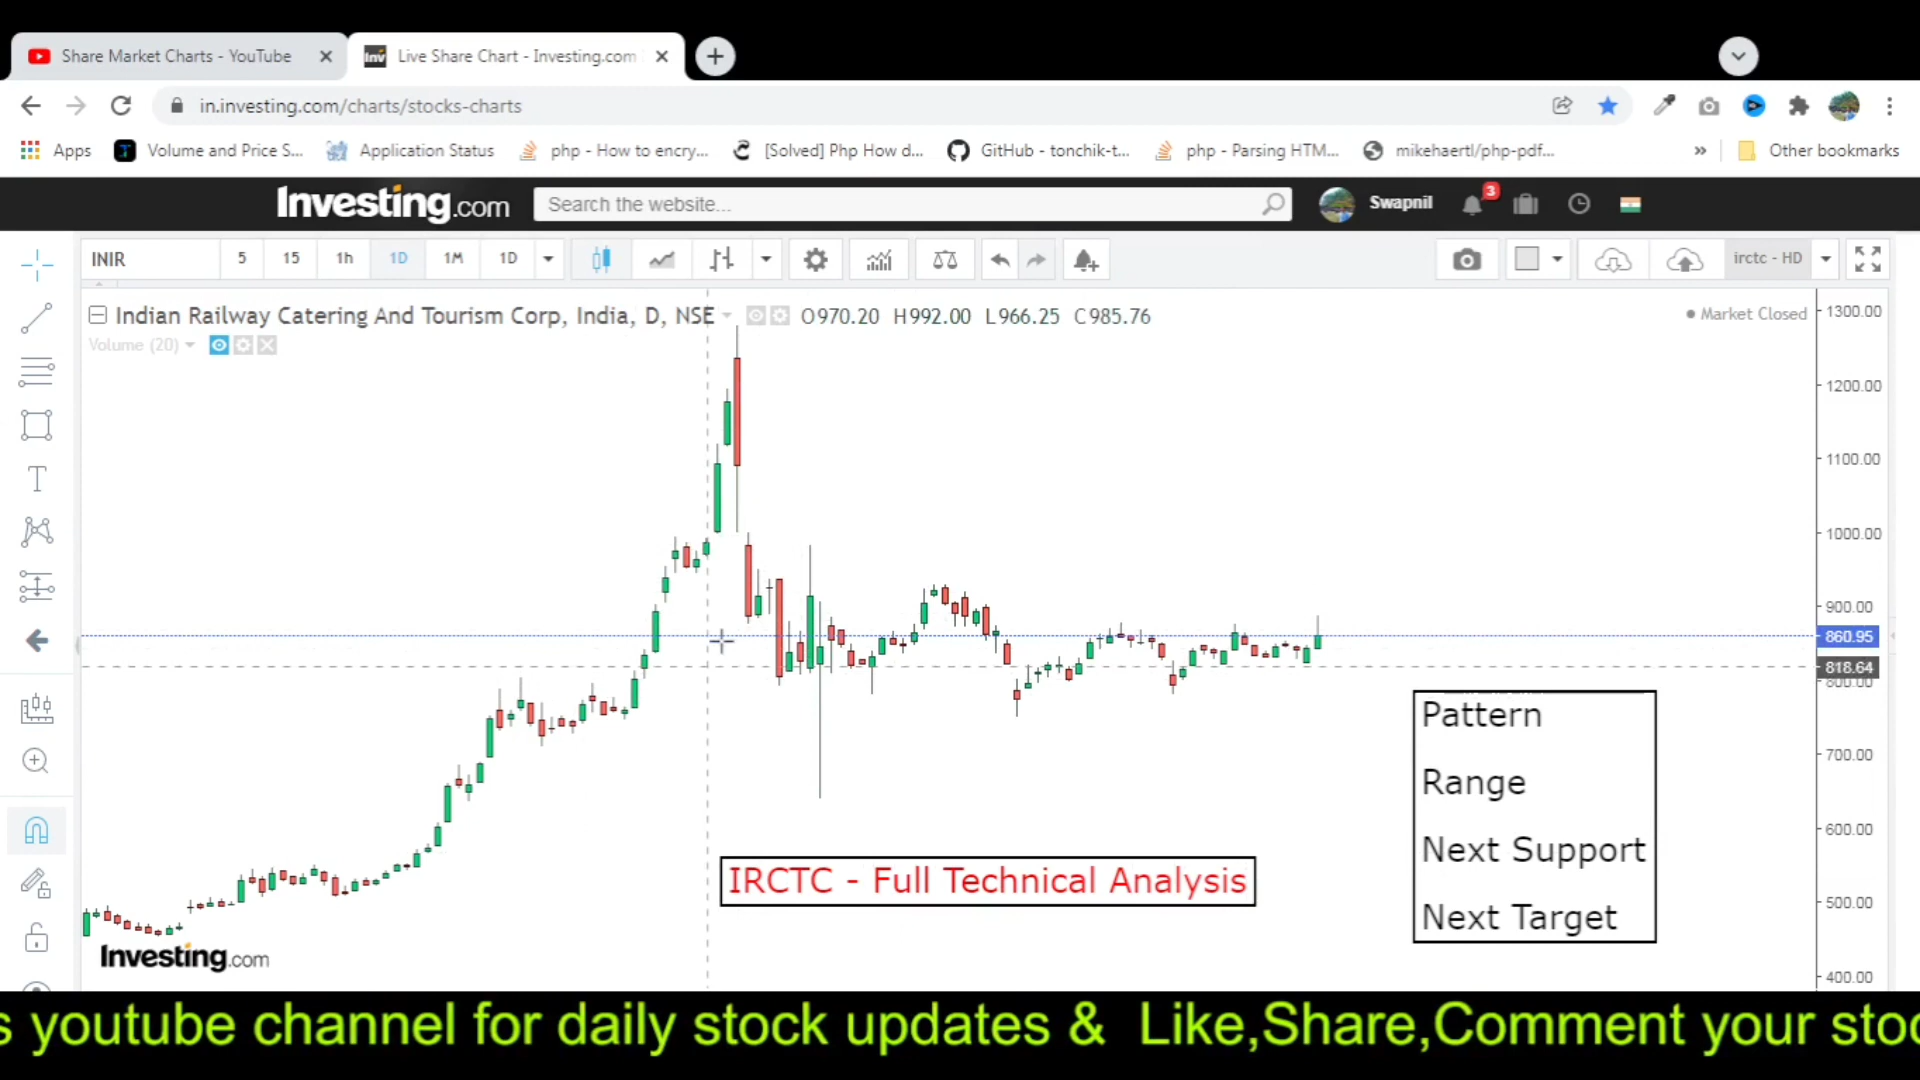 Share Market Charts - YouTube
Inv Live Share Chart - Investing.com
in.investing.com/charts/stocks-charts
Apps Volume and Price S... Application Status php - How to encry... [Solved] Php How d... GitHub - tonchik-t... php - Parsing HTM... mikehaertl/php-pdf... » Other bookmarks
Investing.com Search the website... Swapnil 3
INIR 5 15 1h 1D 1M 1D irctc - HD
Indian Railway Catering And Tourism Corp, India, D, NSE O970.20 H992.00 L966.25 C985.76 Market Closed
Volume (20)
1300.00
1200.00
1100.00
1000.00
900.00
860.95
818.64
800.00
700.00
600.00
500.00
400.00
Pattern
Range
Next Support
Next Target
IRCTC - Full Technical Analysis
Investing.com
s youtube channel for daily stock updates & Like,Share,Comment your stoc